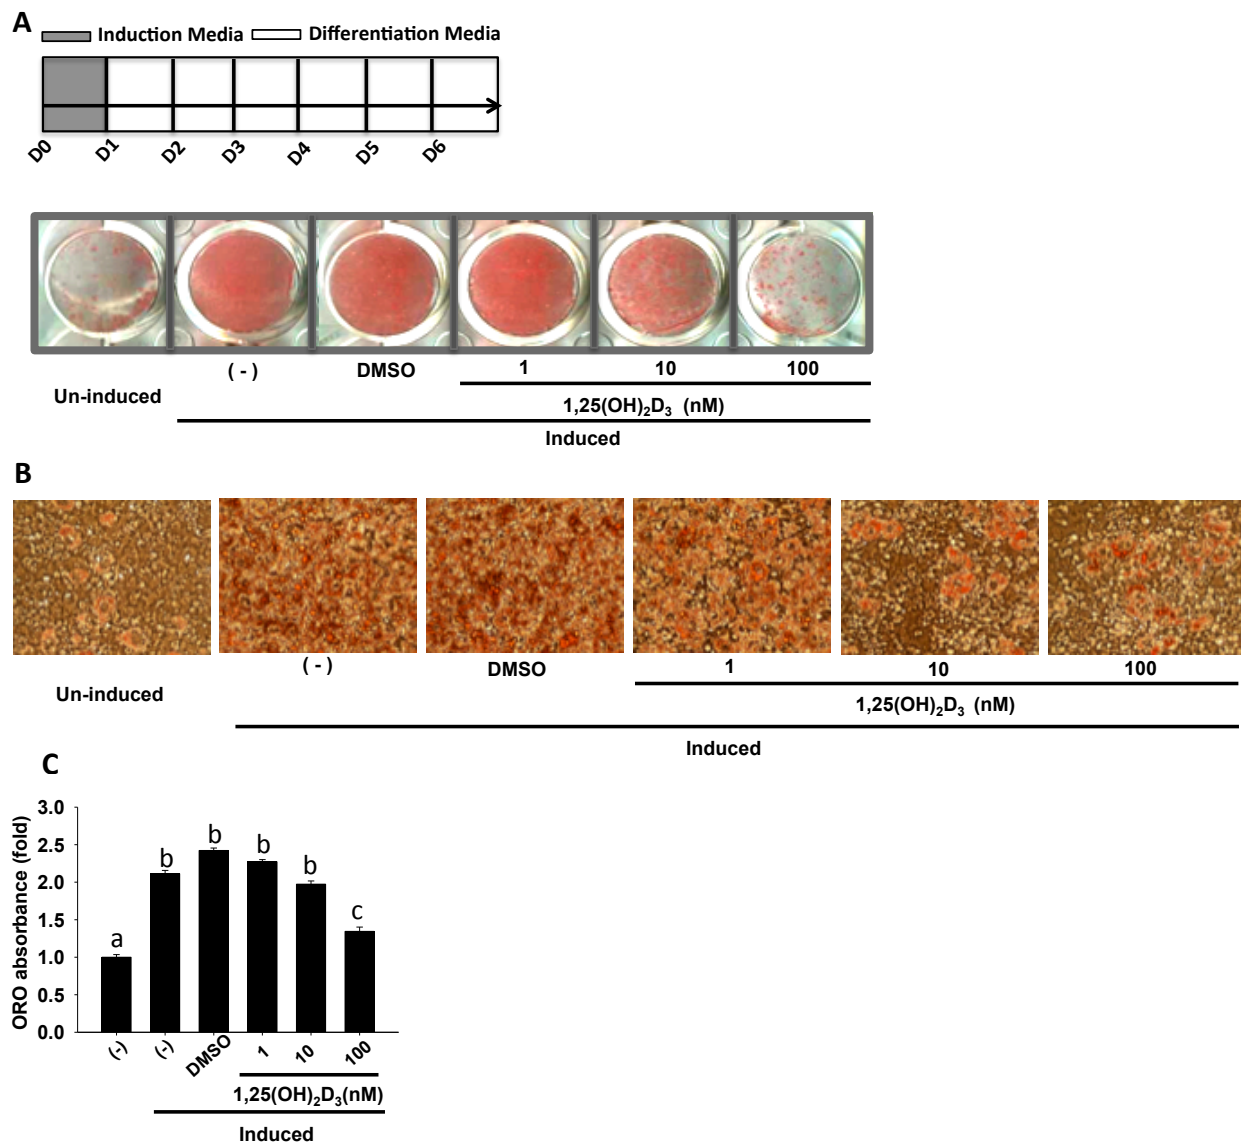 A
Induction Media Differentiation Media
D0 D1 D2 D3 D4 D5 D6
Un-induced (-) DMSO 1 10 100
1,25(OH)₂D₃ (nM)
Induced
B
Un-induced (-) DMSO 1 10 100
1,25(OH)₂D₃ (nM)
Induced
C
ORO absorbance (fold)
3.0
2.5
2.0
1.5
1.0
0.5
0.0
a b b b b c
(-) (-) DMSO 1 10 100
1,25(OH)₂D₃(nM)
Induced